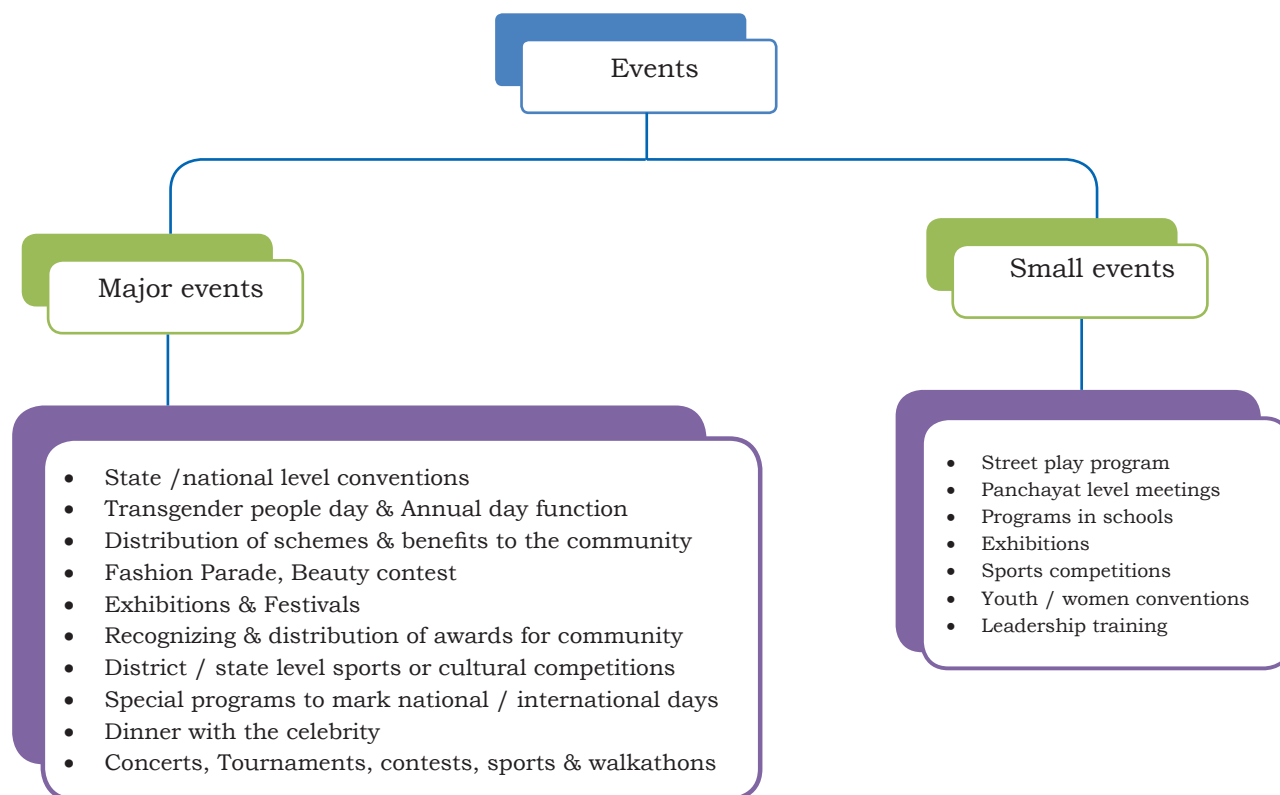 Events
Major events
Small events
• State /national level conventions
• Transgender people day & Annual day function
• Distribution of schemes & benefits to the community
• Fashion Parade, Beauty contest
• Exhibitions & Festivals
• Recognizing & distribution of awards for community
• District / state level sports or cultural competitions
• Special programs to mark national / international days
• Dinner with the celebrity
• Concerts, Tournaments, contests, sports & walkathons
• Street play program
• Panchayat level meetings
• Programs in schools
• Exhibitions
• Sports competitions
• Youth / women conventions
• Leadership training